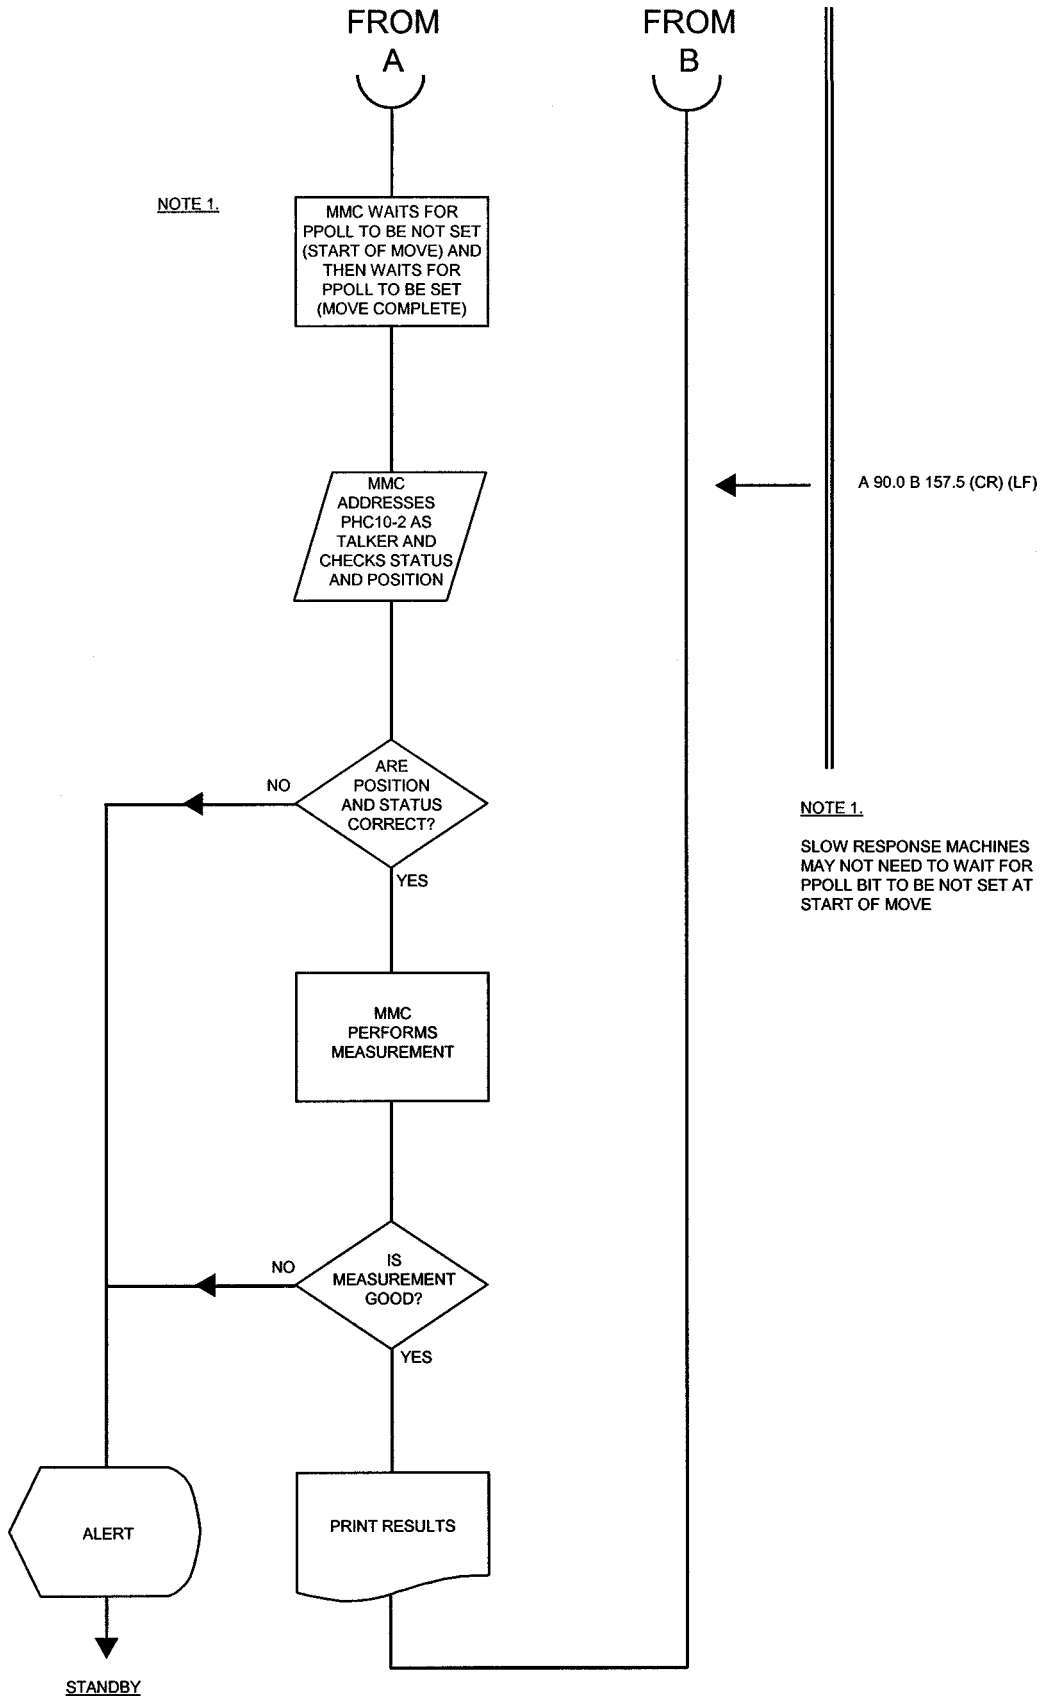 FROM
A
FROM
B
NOTE 1.
MMC WAITS FOR
PPOLL TO BE NOT SET
(START OF MOVE) AND
THEN WAITS FOR
PPOLL TO BE SET
(MOVE COMPLETE)
MMC
ADDRESSES
PHC10-2 AS
TALKER AND
CHECKS STATUS
AND POSITION
A 90.0 B 157.5 (CR) (LF)
ARE
POSITION
AND STATUS
CORRECT?
NO
YES
NOTE 1.
SLOW RESPONSE MACHINES
MAY NOT NEED TO WAIT FOR
PPOLL BIT TO BE NOT SET AT
START OF MOVE
MMC
PERFORMS
MEASUREMENT
IS
MEASUREMENT
GOOD?
NO
YES
ALERT
PRINT RESULTS
STANDBY